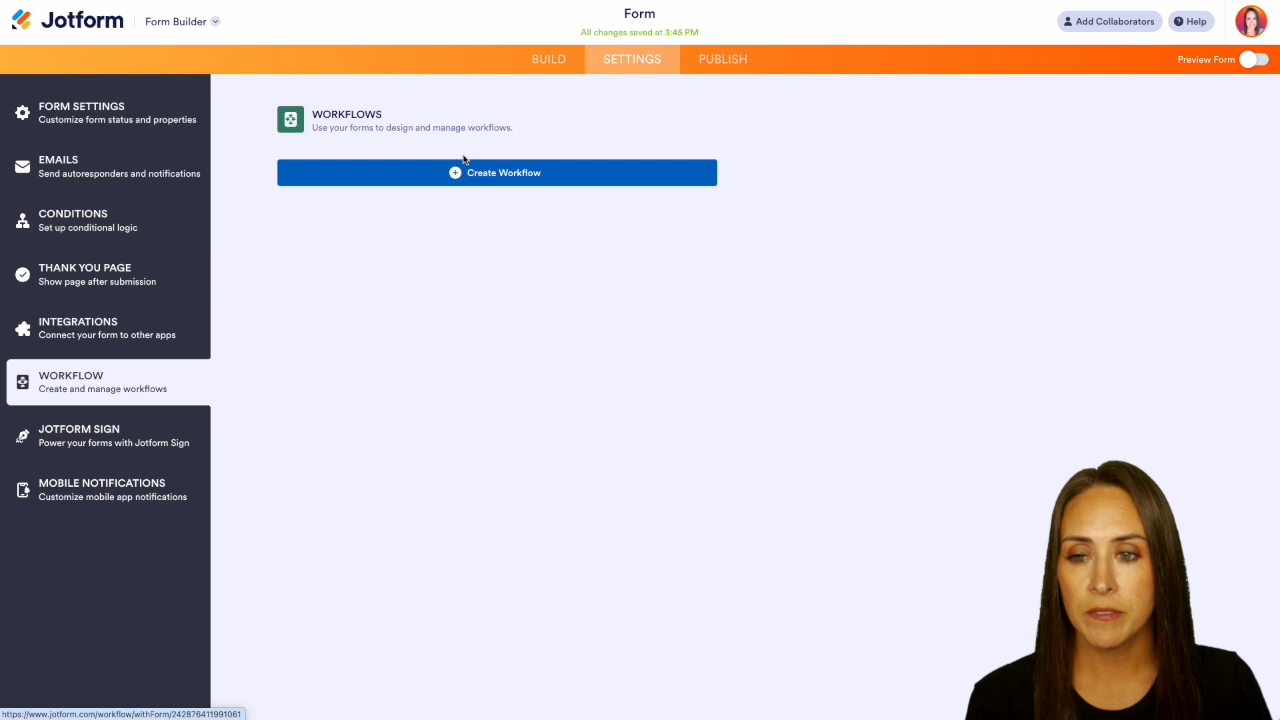 Jotform
Form Builder
Form
All changes saved at 3:45 PM
Add Collaborators
Help
BUILD
SETTINGS
PUBLISH
Preview Form
FORM SETTINGS
Customize form status and properties
EMAILS
Send autoresponders and notifications
CONDITIONS
Set up conditional logic
THANK YOU PAGE
Show page after submission
INTEGRATIONS
Connect your form to other apps
WORKFLOW
Create and manage workflows
JOTFORM SIGN
Power your forms with Jotform Sign
MOBILE NOTIFICATIONS
Customize mobile app notifications
WORKFLOWS
Use your forms to design and manage workflows.
Create Workflow
https://www.jotform.com/workflow/withForm/242876411991061